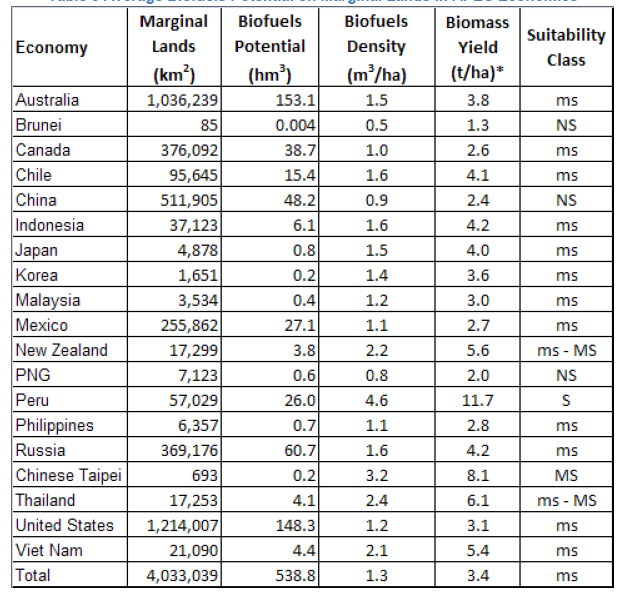 Economy Marginal Lands (km²) Biofuels Potential (hm³) Biofuels Density (m³/ha) Biomass Yield (t/ha)* Suitability Class
Australia 1,036,239 153.1 1.5 3.8 ms
Brunei 85 0.004 0.5 1.3 NS
Canada 376,092 38.7 1.0 2.6 ms
Chile 95,645 15.4 1.6 4.1 ms
China 511,905 48.2 0.9 2.4 NS
Indonesia 37,123 6.1 1.6 4.2 ms
Japan 4,878 0.8 1.5 4.0 ms
Korea 1,651 0.2 1.4 3.6 ms
Malaysia 3,534 0.4 1.2 3.0 ms
Mexico 255,862 27.1 1.1 2.7 ms
New Zealand 17,299 3.8 2.2 5.6 ms - MS
PNG 7,123 0.6 0.8 2.0 NS
Peru 57,029 26.0 4.6 11.7 S
Philippines 6,357 0.7 1.1 2.8 ms
Russia 369,176 60.7 1.6 4.2 ms
Chinese Taipei 693 0.2 3.2 8.1 MS
Thailand 17,253 4.1 2.4 6.1 ms - MS
United States 1,214,007 148.3 1.2 3.1 ms
Viet Nam 21,090 4.4 2.1 5.4 ms
Total 4,033,039 538.8 1.3 3.4 ms